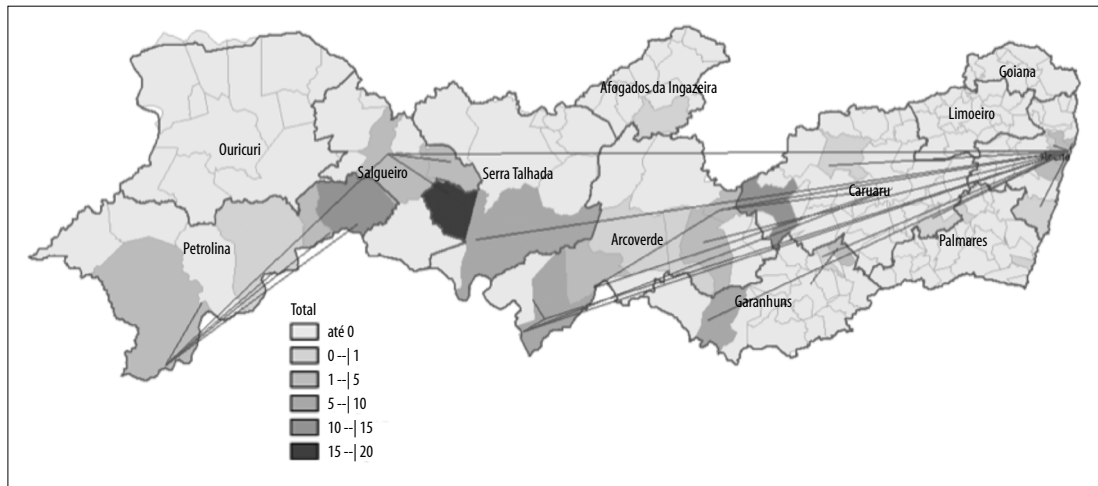 Goiana
Afogados da Ingazeira
Limoeiro
Ouricuri
Salgueiro
Serra Talhada
Caruaru
Petrolina
Arcoverde
Palmares
Garanhuns
Total
até 0
0 --| 1
1 --| 5
5 --| 10
10 --| 15
15 --| 20